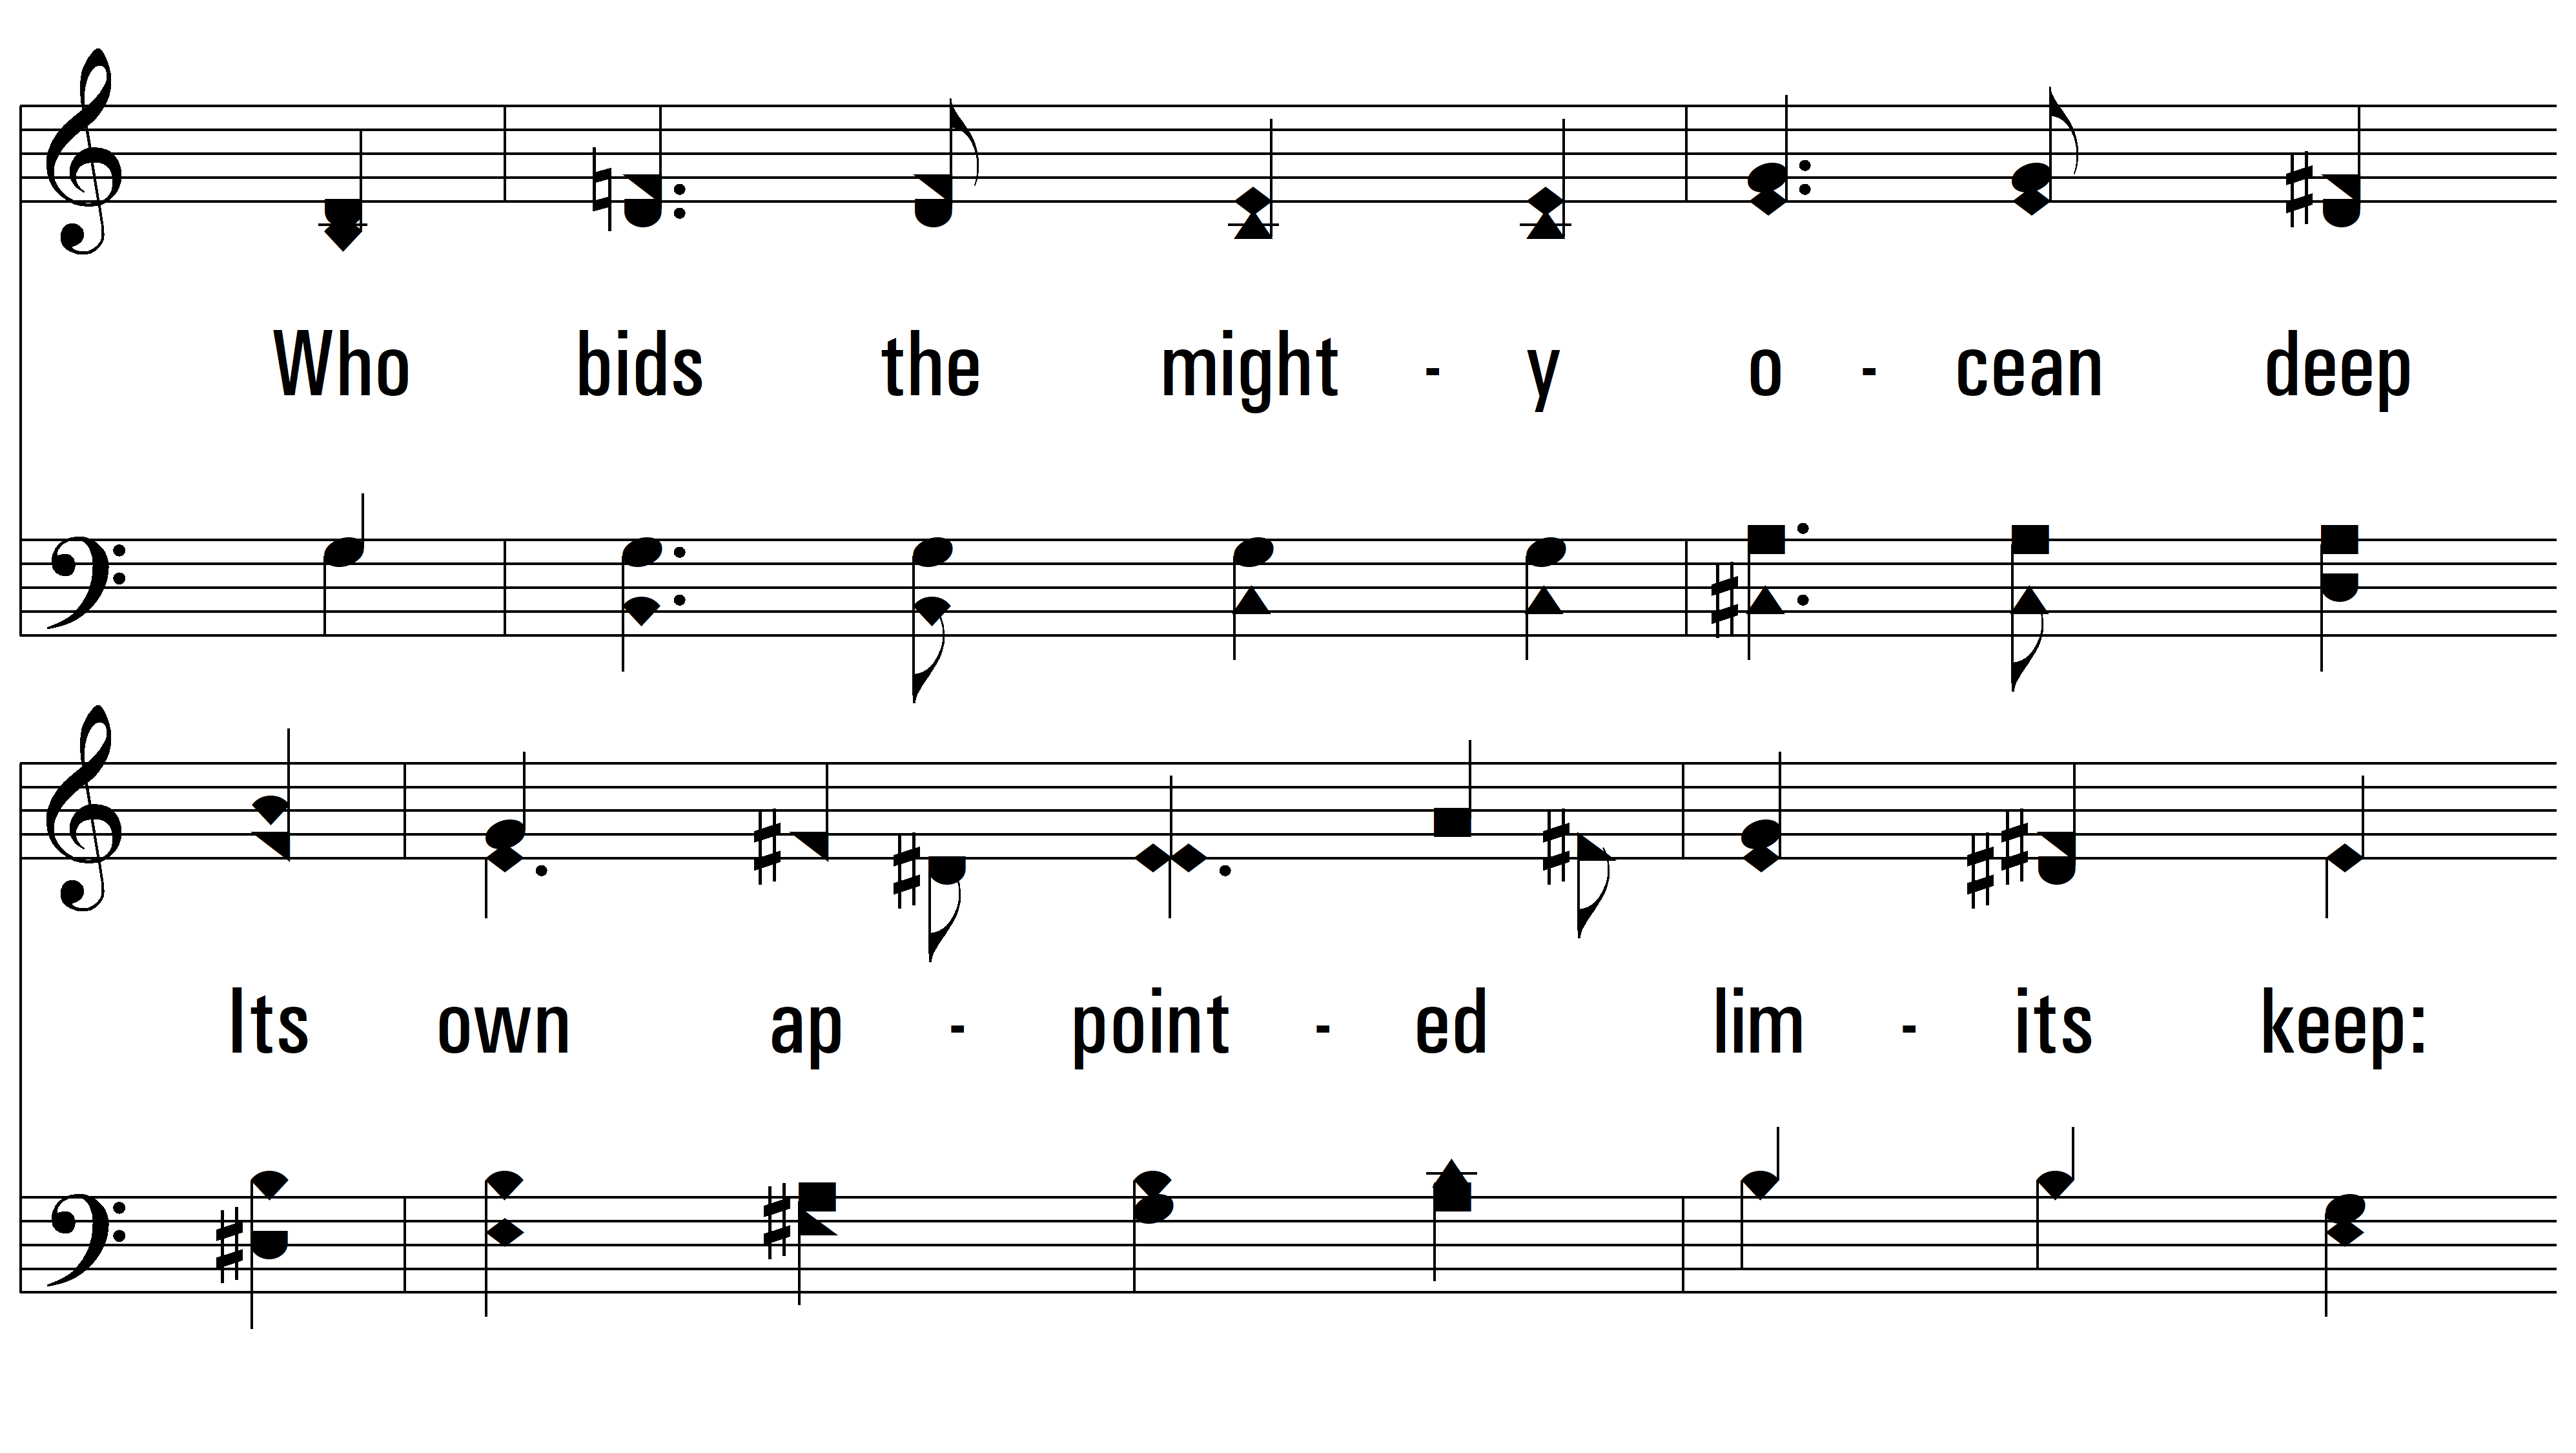 Who bids the might - y o - cean deep
Its own ap - point - ed lim - its keep: